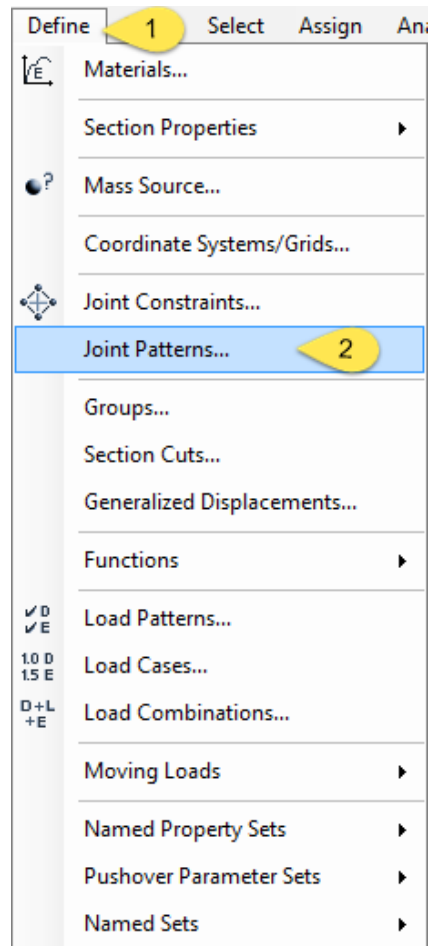 Define 1 Select Assign
Materials...
Section Properties
Mass Source...
Coordinate Systems/Grids...
Joint Constraints...
Joint Patterns... 2
Groups...
Section Cuts...
Generalized Displacements...
Functions
Load Patterns...
Load Cases...
Load Combinations...
Moving Loads
Named Property Sets
Pushover Parameter Sets
Named Sets